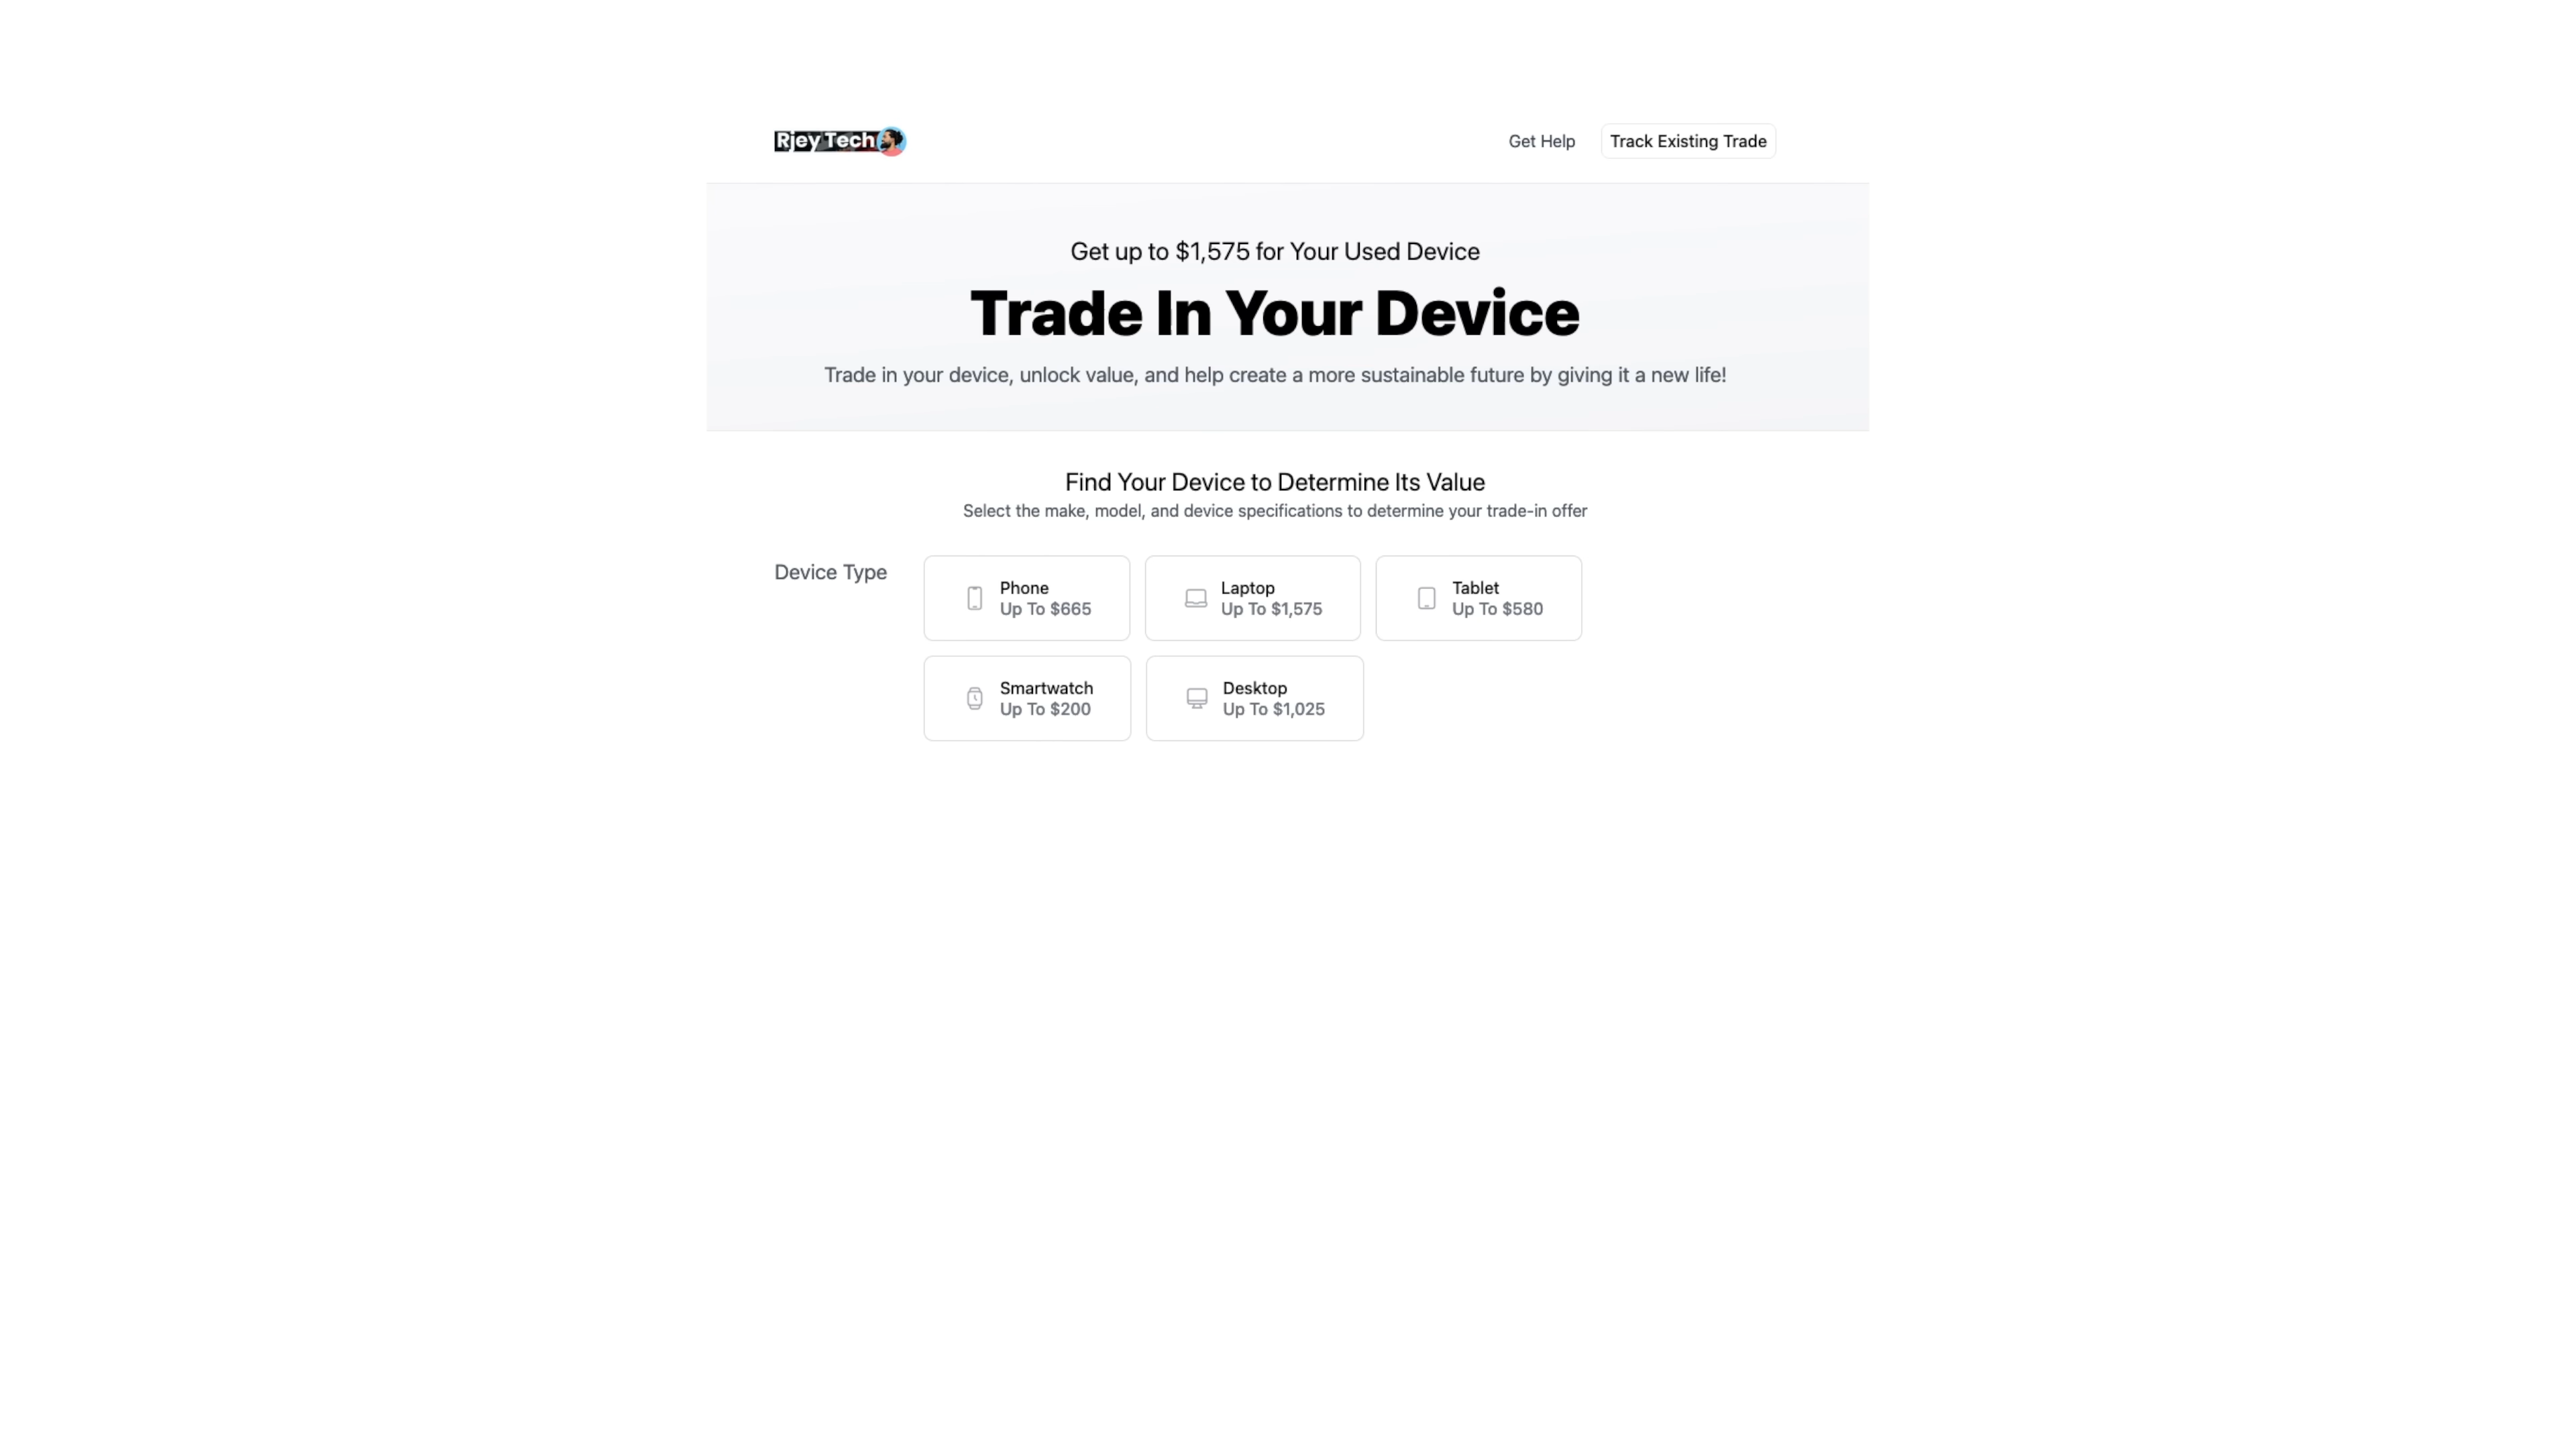 Rjey Tech
Get Help
Track Existing Trade
Get up to $1,575 for Your Used Device
Trade In Your Device
Trade in your device, unlock value, and help create a more sustainable future by giving it a new life!
Find Your Device to Determine Its Value
Select the make, model, and device specifications to determine your trade-in offer
Device Type
Phone
Up To $665
Laptop
Up To $1,575
Tablet
Up To $580
Smartwatch
Up To $200
Desktop
Up To $1,025